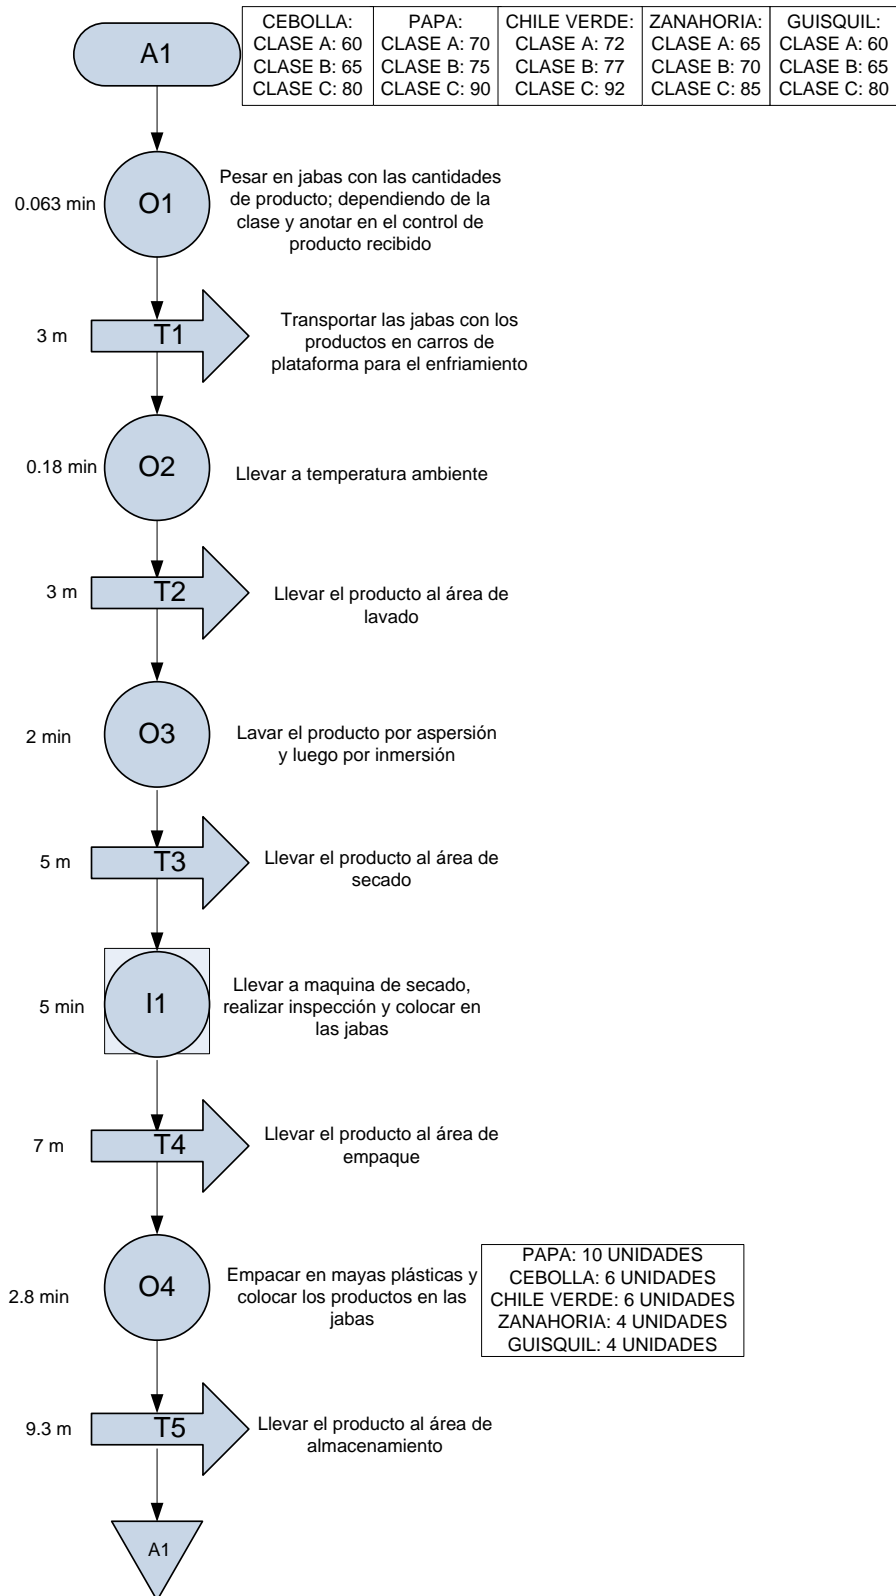 A1
CEBOLLA:
CLASE A: 60
CLASE B: 65
CLASE C: 80
PAPA:
CLASE A: 70
CLASE B: 75
CLASE C: 90
CHILE VERDE:
CLASE A: 72
CLASE B: 77
CLASE C: 92
ZANAHORIA:
CLASE A: 65
CLASE B: 70
CLASE C: 85
GUISQUIL:
CLASE A: 60
CLASE B: 65
CLASE C: 80
0.063 min
O1
Pesar en jabas con las cantidades
de producto; dependiendo de la
clase y anotar en el control de
producto recibido
3 m
T1
Transportar las jabas con los
productos en carros de
plataforma para el enfriamiento
0.18 min
O2
Llevar a temperatura ambiente
3 m
T2
Llevar el producto al área de
lavado
2 min
O3
Lavar el producto por aspersión
y luego por inmersión
5 m
T3
Llevar el producto al área de
secado
5 min
I1
Llevar a maquina de secado,
realizar inspección y colocar en
las jabas
7 m
T4
Llevar el producto al área de
empaque
2.8 min
O4
Empacar en mayas plásticas y
colocar los productos en las
jabas
PAPA: 10 UNIDADES
CEBOLLA: 6 UNIDADES
CHILE VERDE: 6 UNIDADES
ZANAHORIA: 4 UNIDADES
GUISQUIL: 4 UNIDADES
9.3 m
T5
Llevar el producto al área de
almacenamiento
A1